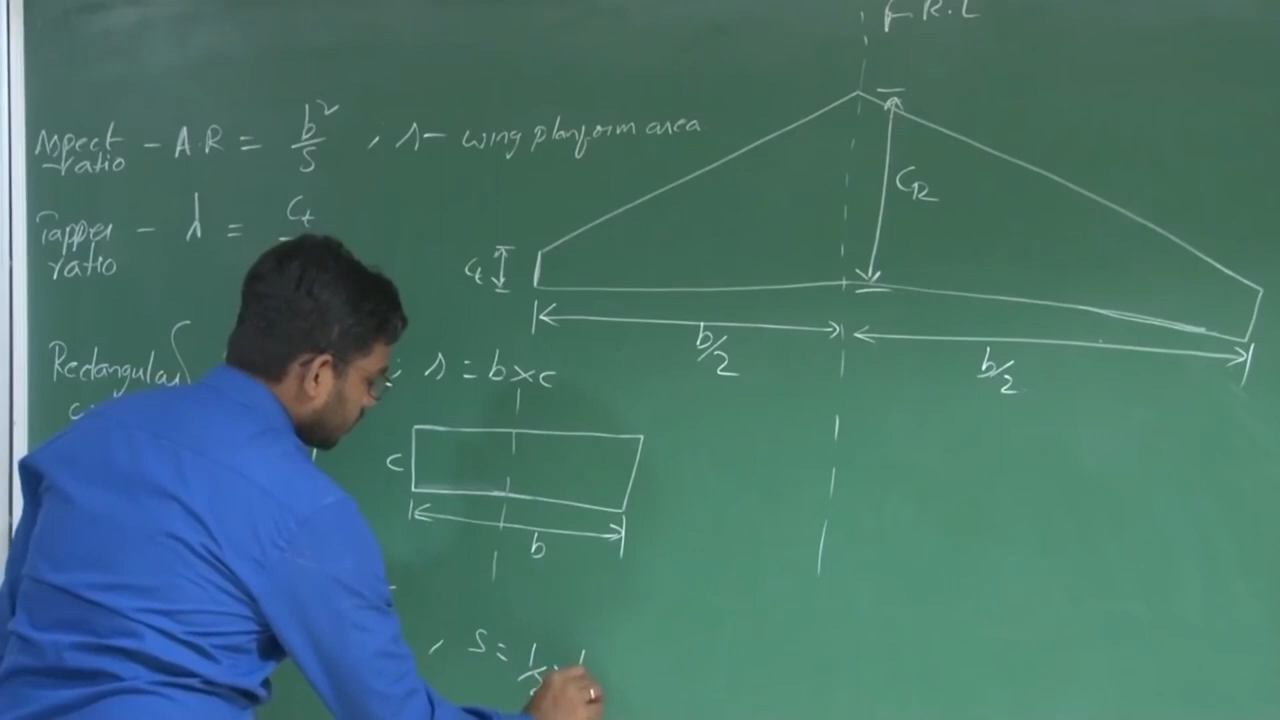 F.R.L
Aspect ratio - A.R = b²/S , s - wing planform area
Tapper ratio - λ = Ct
CR
Ct
b/2
b/2
Rectangular
; s = b×c
c
b
, S = 1/2